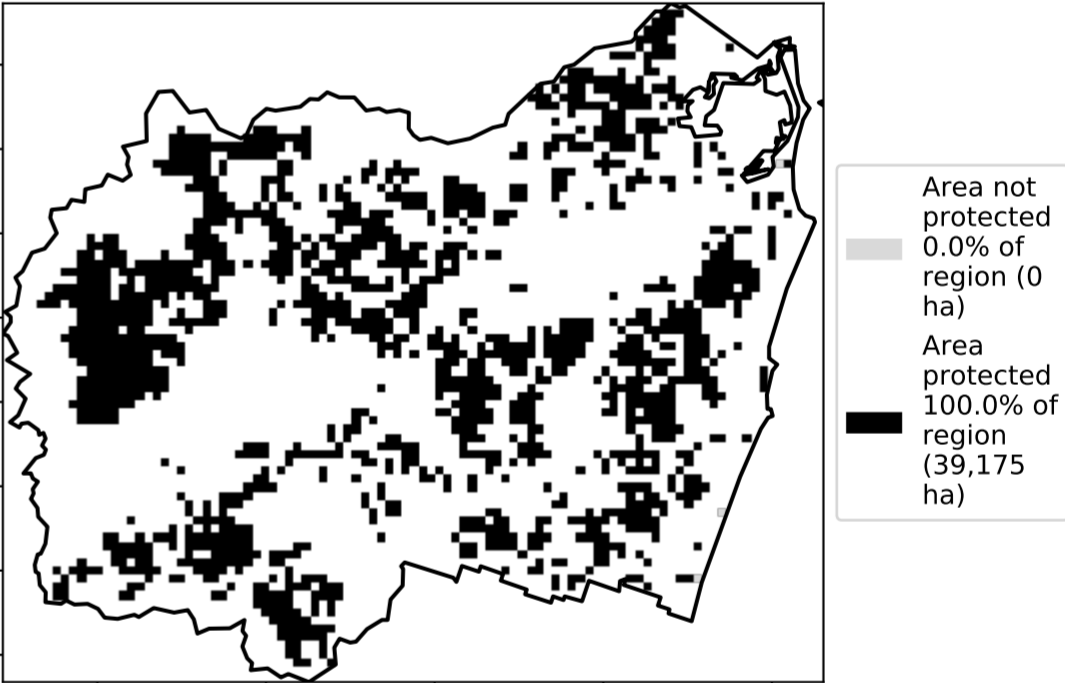 Area not
protected
0.0% of
region (0
ha)
Area
protected
100.0% of
region
(39,175
ha)